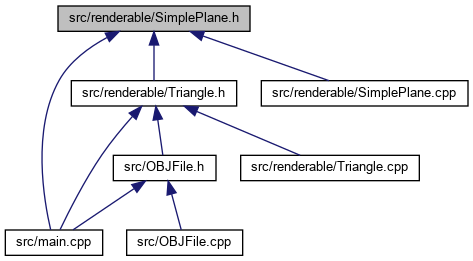 src/renderable/SimplePlane.h
src/renderable/Triangle.h
src/renderable/SimplePlane.cpp
src/OBJFile.h
src/renderable/Triangle.cpp
src/main.cpp
src/OBJFile.cpp